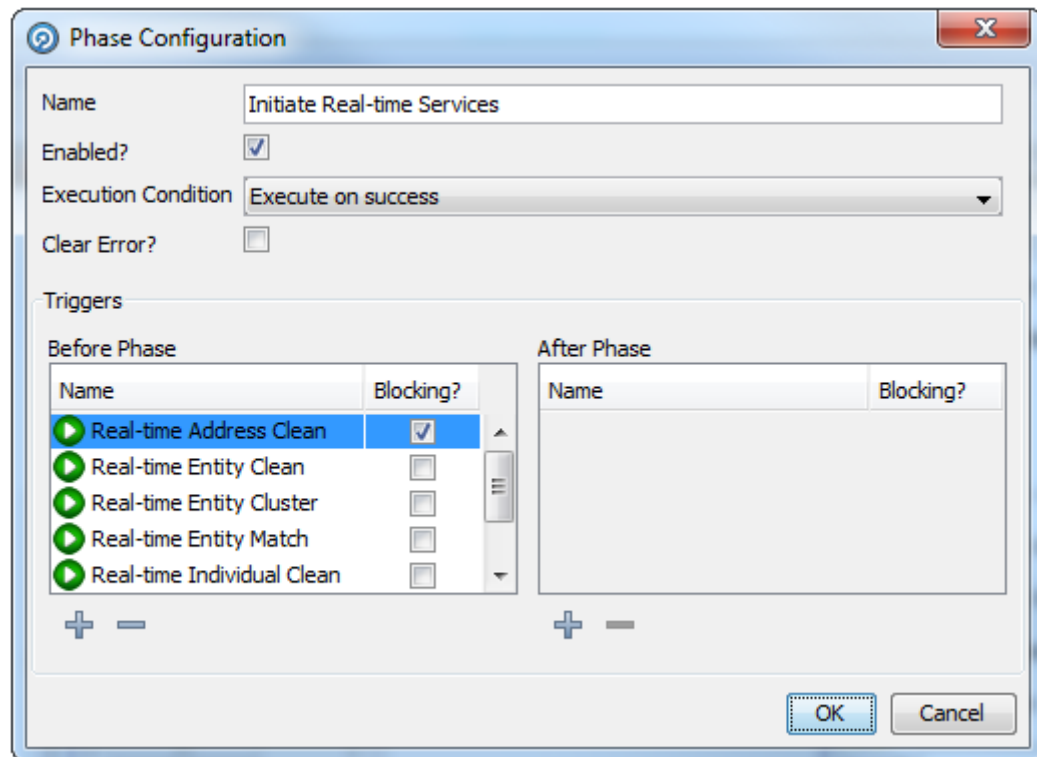 Phase Configuration
Name Initiate Real-time Services
Enabled?
Execution Condition Execute on success
Clear Error?
Triggers
Before Phase
Name Blocking?
Real-time Address Clean
Real-time Entity Clean
Real-time Entity Cluster
Real-time Entity Match
Real-time Individual Clean
After Phase
Name Blocking?
OK Cancel